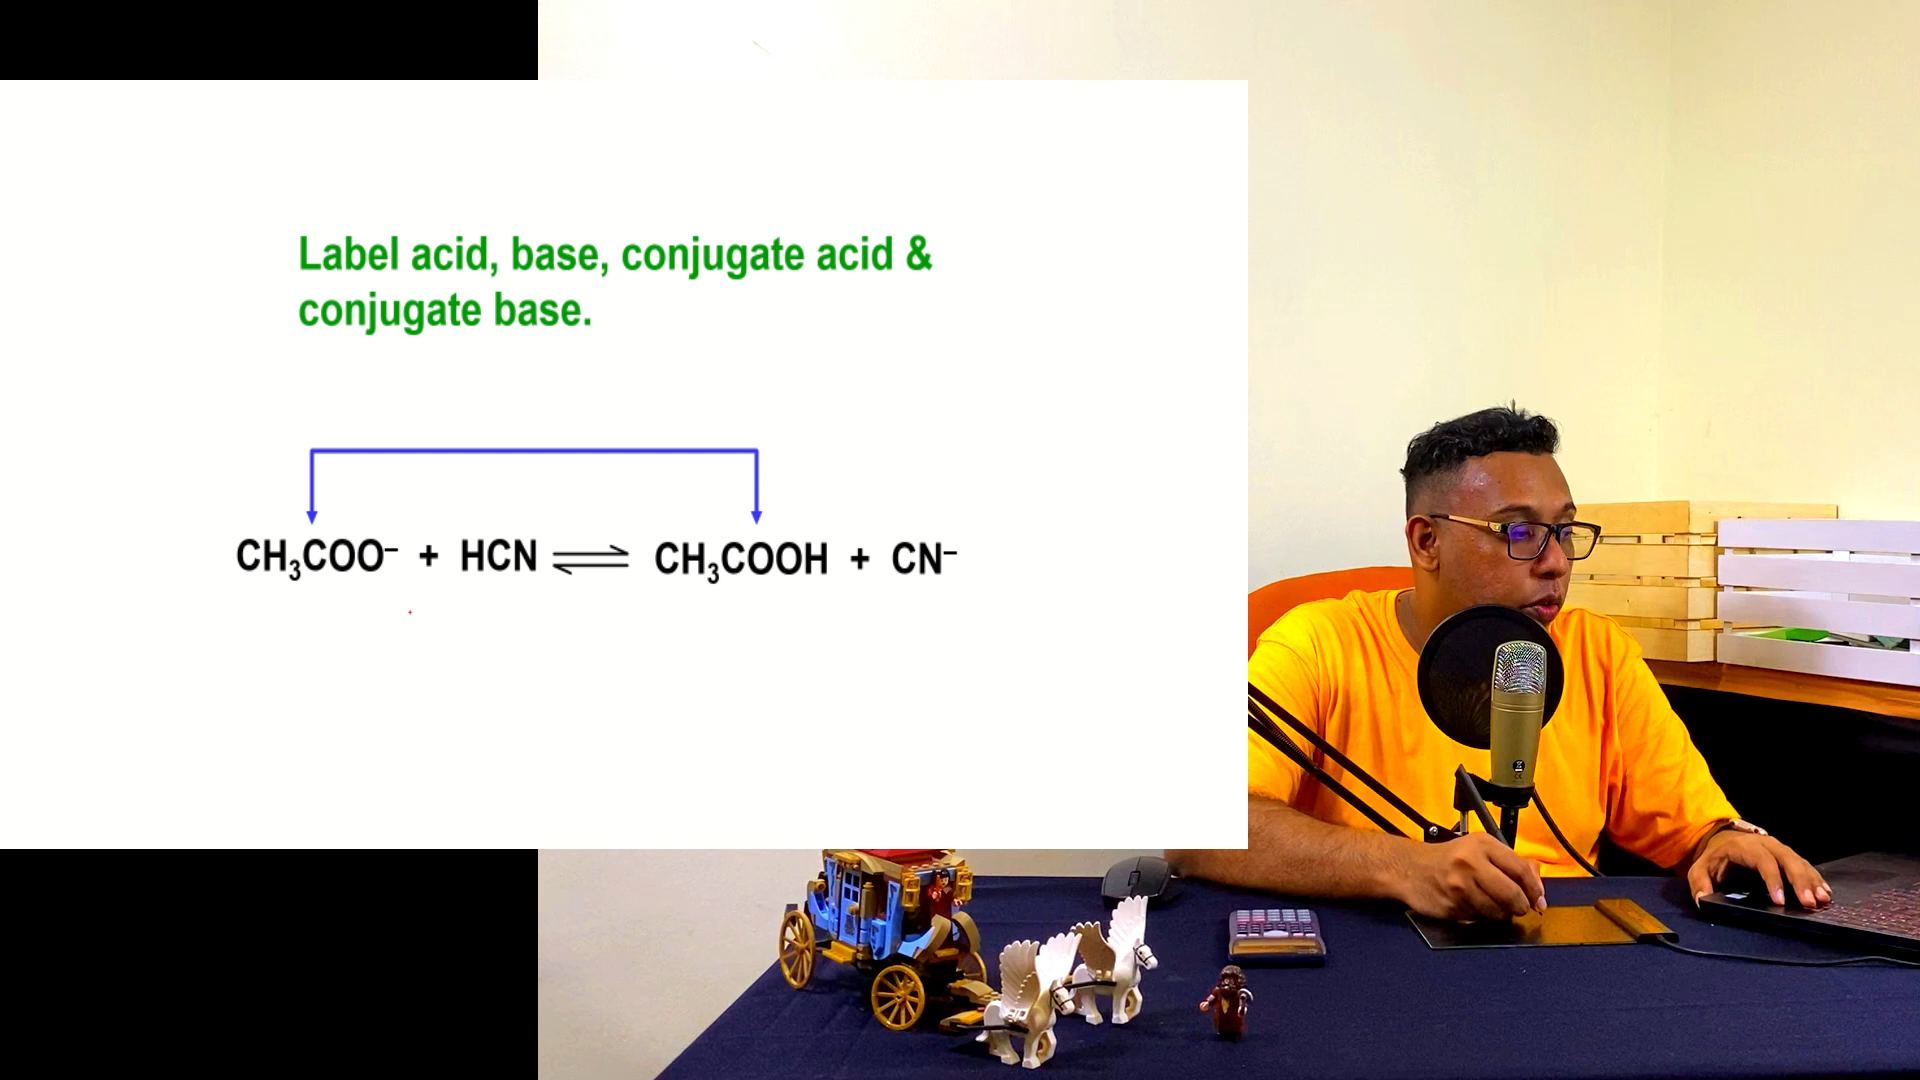 Label acid, base, conjugate acid &
conjugate base.
CH₃COO⁻ + HCN ⇌ CH₃COOH + CN⁻